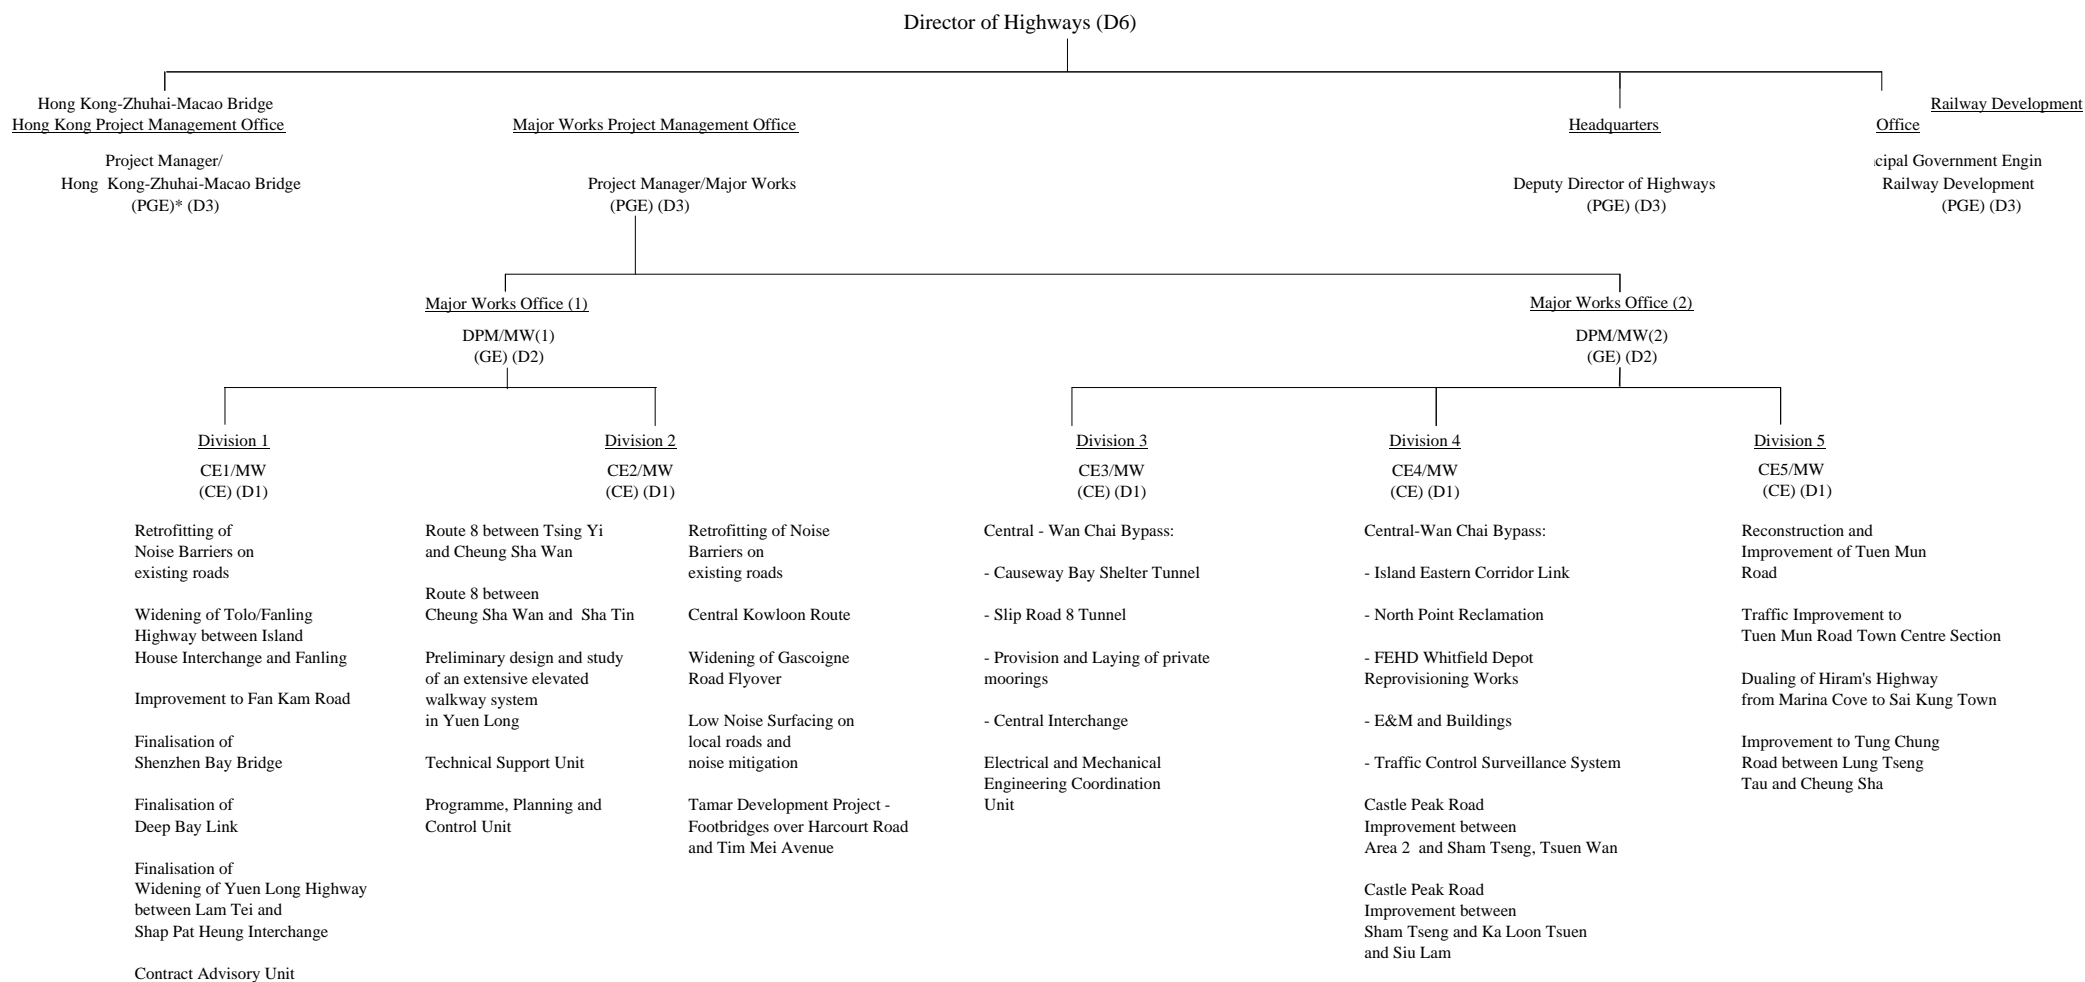 Director of Highways (D6)
Hong Kong-Zhuhai-Macao Bridge
Hong Kong Project Management Office
Project Manager/
Hong Kong-Zhuhai-Macao Bridge
(PGE)* (D3)
Major Works Project Management Office
Project Manager/Major Works
(PGE) (D3)
Headquarters
Deputy Director of Highways
(PGE) (D3)
Railway Development
Office
Government Engin
Railway Development
(PGE) (D3)
Major Works Office (1)
DPM/MW(1)
(GE) (D2)
Major Works Office (2)
DPM/MW(2)
(GE) (D2)
Division 1
CE1/MW
(CE) (D1)
Retrofitting of
Noise Barriers on
existing roads
Widening of Tolo/Fanling
Highway between Island
House Interchange and Fanling
Improvement to Fan Kam Road
Finalisation of
Shenzhen Bay Bridge
Finalisation of
Deep Bay Link
Finalisation of
Widening of Yuen Long Highway
between Lam Tei and
Shap Pat Heung Interchange
Contract Advisory Unit
Division 2
CE2/MW
(CE) (D1)
Route 8 between Tsing Yi
and Cheung Sha Wan
Route 8 between
Cheung Sha Wan and Sha Tin
Preliminary design and study
of an extensive elevated
walkway system
in Yuen Long
Technical Support Unit
Programme, Planning and
Control Unit
Retrofitting of Noise
Barriers on
existing roads
Central Kowloon Route
Widening of Gascoigne
Road Flyover
Low Noise Surfacing on
local roads and
noise mitigation
Tamar Development Project -
Footbridges over Harcourt Road
and Tim Mei Avenue
Division 3
CE3/MW
(CE) (D1)
Central - Wan Chai Bypass:
- Causeway Bay Shelter Tunnel
- Slip Road 8 Tunnel
- Provision and Laying of private
moorings
- Central Interchange
Electrical and Mechanical
Engineering Coordination
Unit
Division 4
CE4/MW
(CE) (D1)
Central-Wan Chai Bypass:
- Island Eastern Corridor Link
- North Point Reclamation
- FEHD Whitfield Depot
Reprovisioning Works
- E&M and Buildings
- Traffic Control Surveillance System
Castle Peak Road
Improvement between
Area 2 and Sham Tseng, Tsuen Wan
Castle Peak Road
Improvement between
Sham Tseng and Ka Loon Tsuen
and Siu Lam
Division 5
CE5/MW
(CE) (D1)
Reconstruction and
Improvement of Tuen Mun
Road
Traffic Improvement to
Tuen Mun Road Town Centre Section
Dualing of Hiram's Highway
from Marina Cove to Sai Kung Town
Improvement to Tung Chung
Road between Lung Tseng
Tau and Cheung Sha